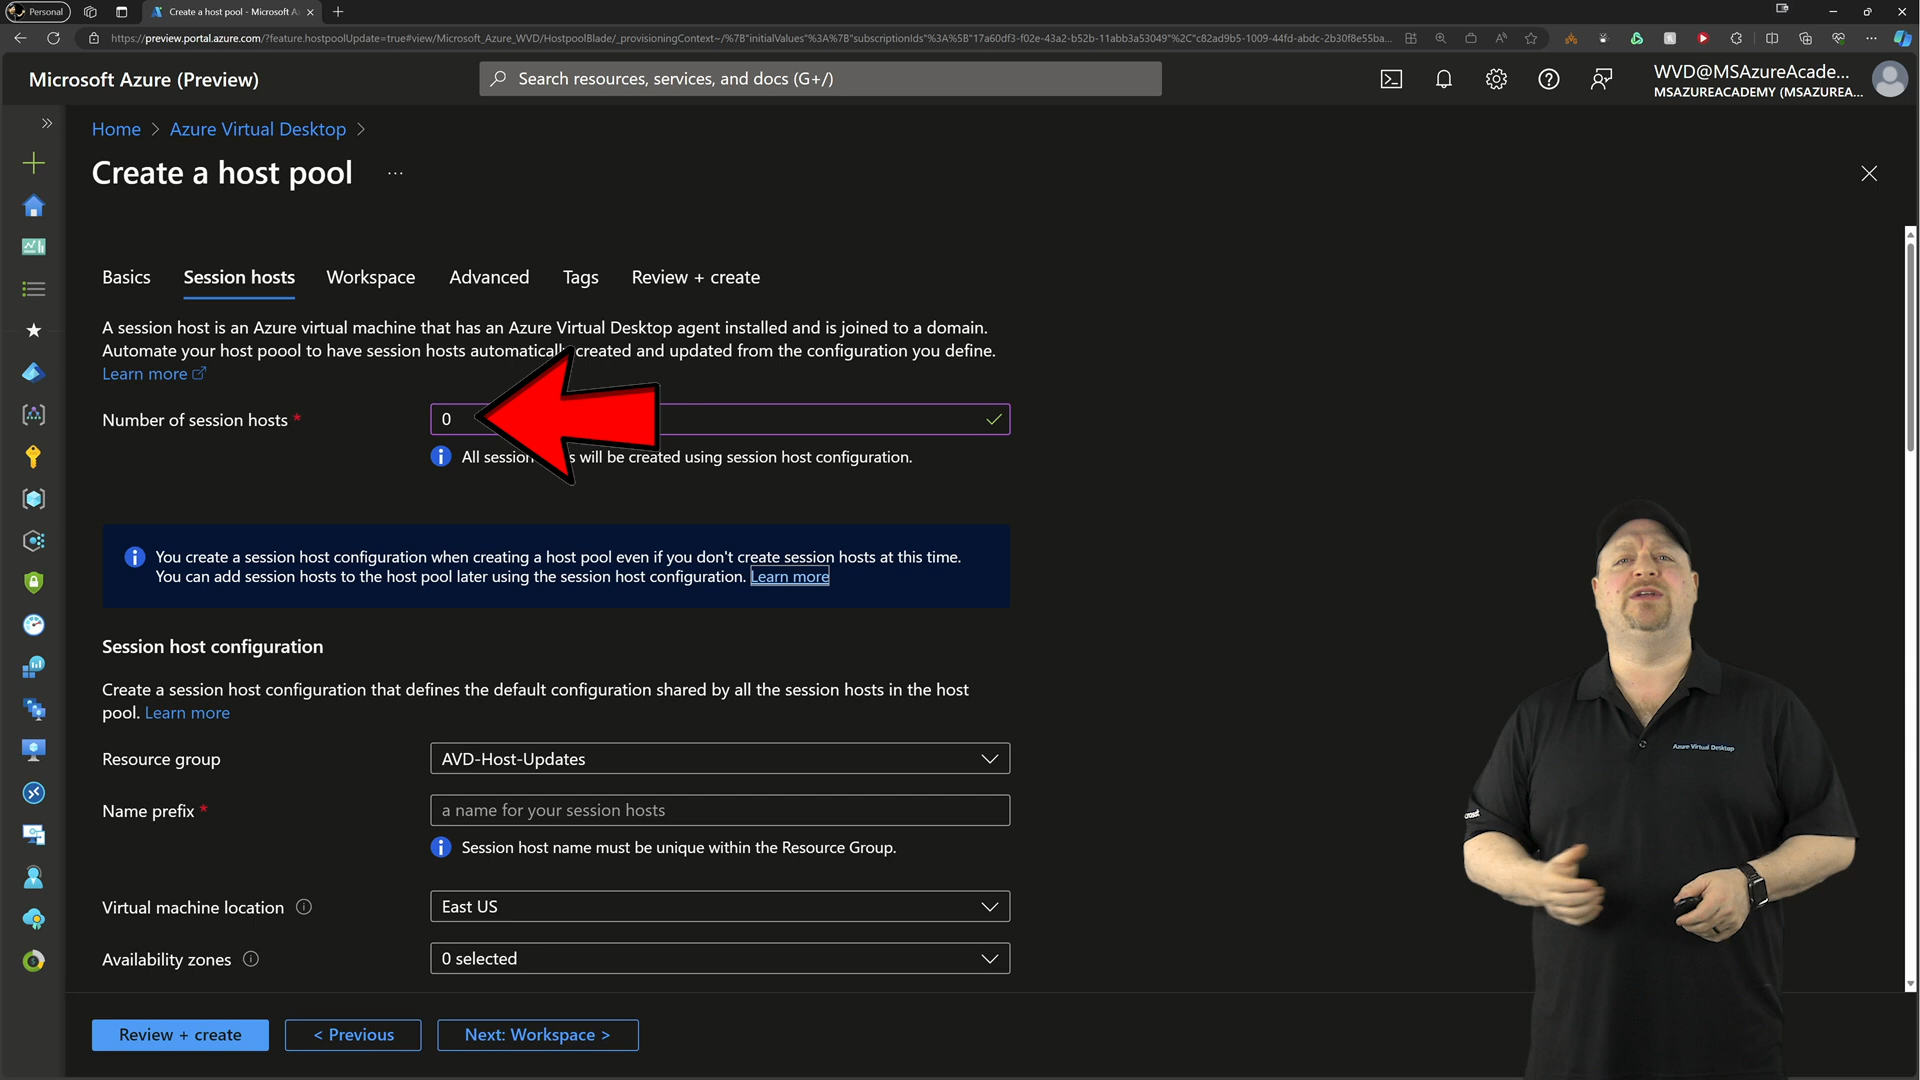 Personal
Create a host pool - Microsoft A
https://preview.portal.azure.com/?feature.hostpoolUpdate=true#view/Microsoft_Azure_WVD/HostpoolBlade/_provisioningContext~/%7B"initialValues"%3A%7B"subscriptionIds"%3A%5B"17a60df3-f02e-43a2-b52b-11abb3a53049"%2C"c82ad9b5-1009-44fd-abdc-2b30f8e55ba...
Microsoft Azure (Preview)
Search resources, services, and docs (G+/)
WVD@MSAzureAcade...
MSAZUREACADEMY (MSAZUREA...
Home > Azure Virtual Desktop >
Create a host pool ...
Basics Session hosts Workspace Advanced Tags Review + create
A session host is an Azure virtual machine that has an Azure Virtual Desktop agent installed and is joined to a domain.
Automate your host poool to have session hosts automatically created and updated from the configuration you define.
Learn more
Number of session hosts * 0
All session s will be created using session host configuration.
You create a session host configuration when creating a host pool even if you don't create session hosts at this time.
You can add session hosts to the host pool later using the session host configuration. Learn more
Session host configuration
Create a session host configuration that defines the default configuration shared by all the session hosts in the host
pool. Learn more
Resource group AVD-Host-Updates
Name prefix * a name for your session hosts
Session host name must be unique within the Resource Group.
Virtual machine location East US
Availability zones 0 selected
Review + create < Previous Next: Workspace >
Azure Virtual Desktop